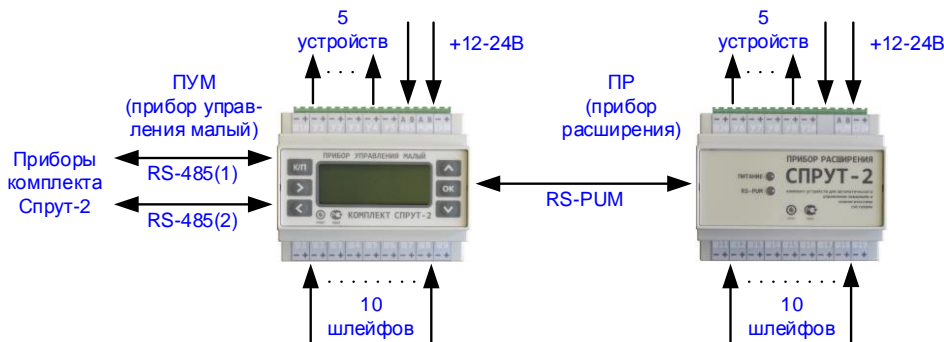 5
устройств
+12-24В
5
устройств
+12-24В
ПУМ
(прибор управ-
ления малый)
ПР
(прибор
расширения)
Приборы
комплекта
Спрут-2
RS-485(1)
RS-485(2)
RS-PUM
ПРИБОР УПРАВЛЕНИЯ МАЛЫЙ
К/П
>
<
ОК
КОМПЛЕКТ СПРУТ-2
ПРИБОР РАСШИРЕНИЯ
СПРУТ-2
ПИТАНИЕ
RS-PUM
10
шлейфов
10
шлейфов